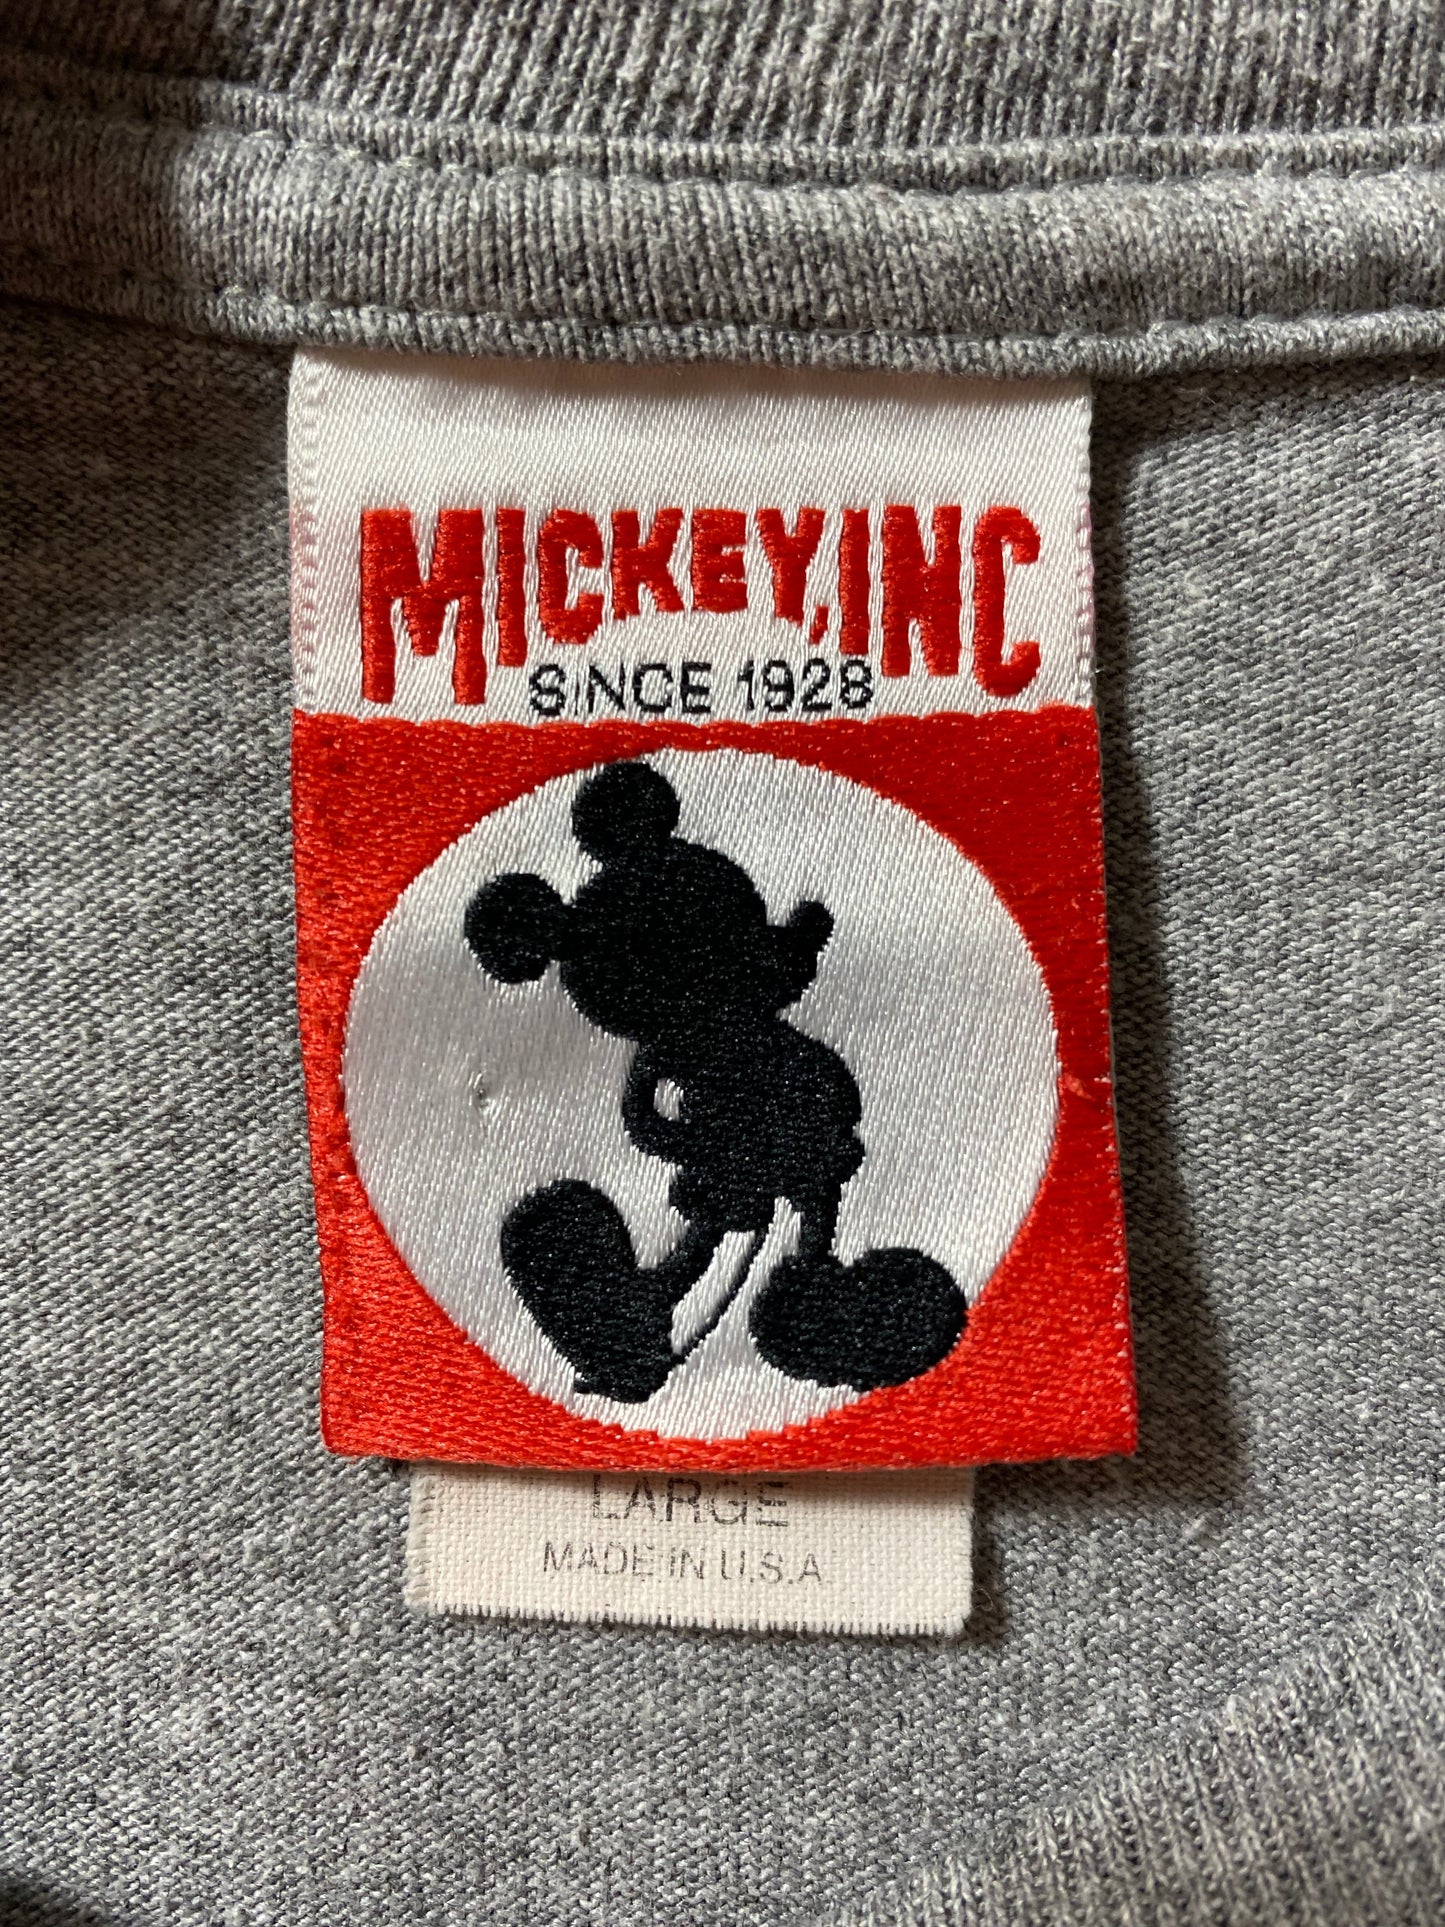 MICKEY, INC
SINCE 1928
LARGE
MADE IN U.S.A.